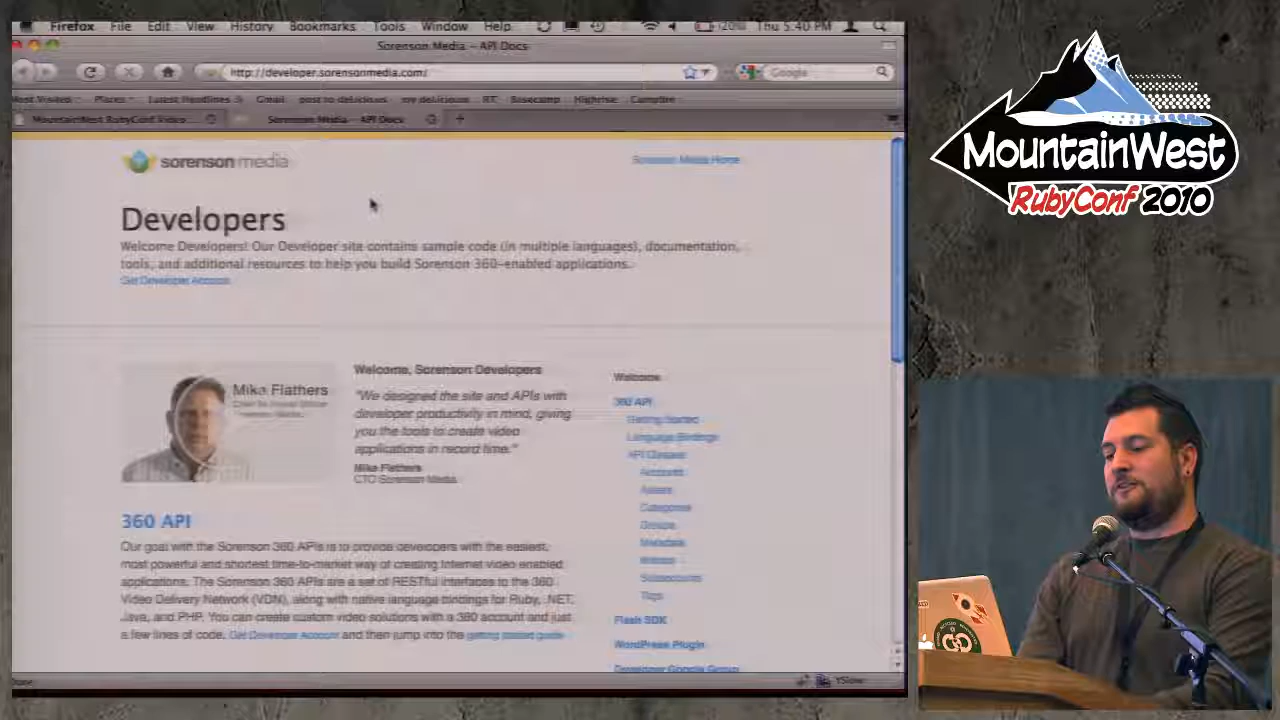 Firefox File Edit View History Bookmarks Tools Window Help (20%) Thu 5:40 PM
Sorenson Media – API Docs
http://developer.sorensonmedia.com/
Google
Most Visited Places Latest Headlines Gmail post to delicious my delicious RT Basecamp Highrise Campfire
MountainWest RubyConf Video
Sorenson Media – API Docs
sorenson media
Sorenson Media Home
Developers
Welcome Developers! Our Developer site contains sample code (in multiple languages), documentation,
tools, and additional resources to help you build Sorenson 360-enabled applications.
Get Developer Account
Mike Flathers
Welcome, Sorenson Developers
"We designed the site and APIs with
developer productivity in mind, giving
you the tools to create video
applications in record time."
Mike Flathers
CTO Sorenson Media
360 API
Our goal with the Sorenson 360 APIs is to provide developers with the easiest,
most powerful and shortest time-to-market way of creating Internet video enabled
applications. The Sorenson 360 APIs are a set of RESTful interfaces to the 360
Video Delivery Network (VDN), along with native language bindings for Ruby, .NET,
Java, and PHP. You can create custom video solutions with a 360 account and just
a few lines of code. Get Developer Account and then jump into the getting started guide
Welcome
360 API
Getting Started
Language Bindings
API Classes
Accounts
Assets
Categories
Groups
Metadata
Subaccounts
Tags
Flash SDK
WordPress Plugin
Developer Google Group
Done
YSlow
MountainWest
RubyConf 2010